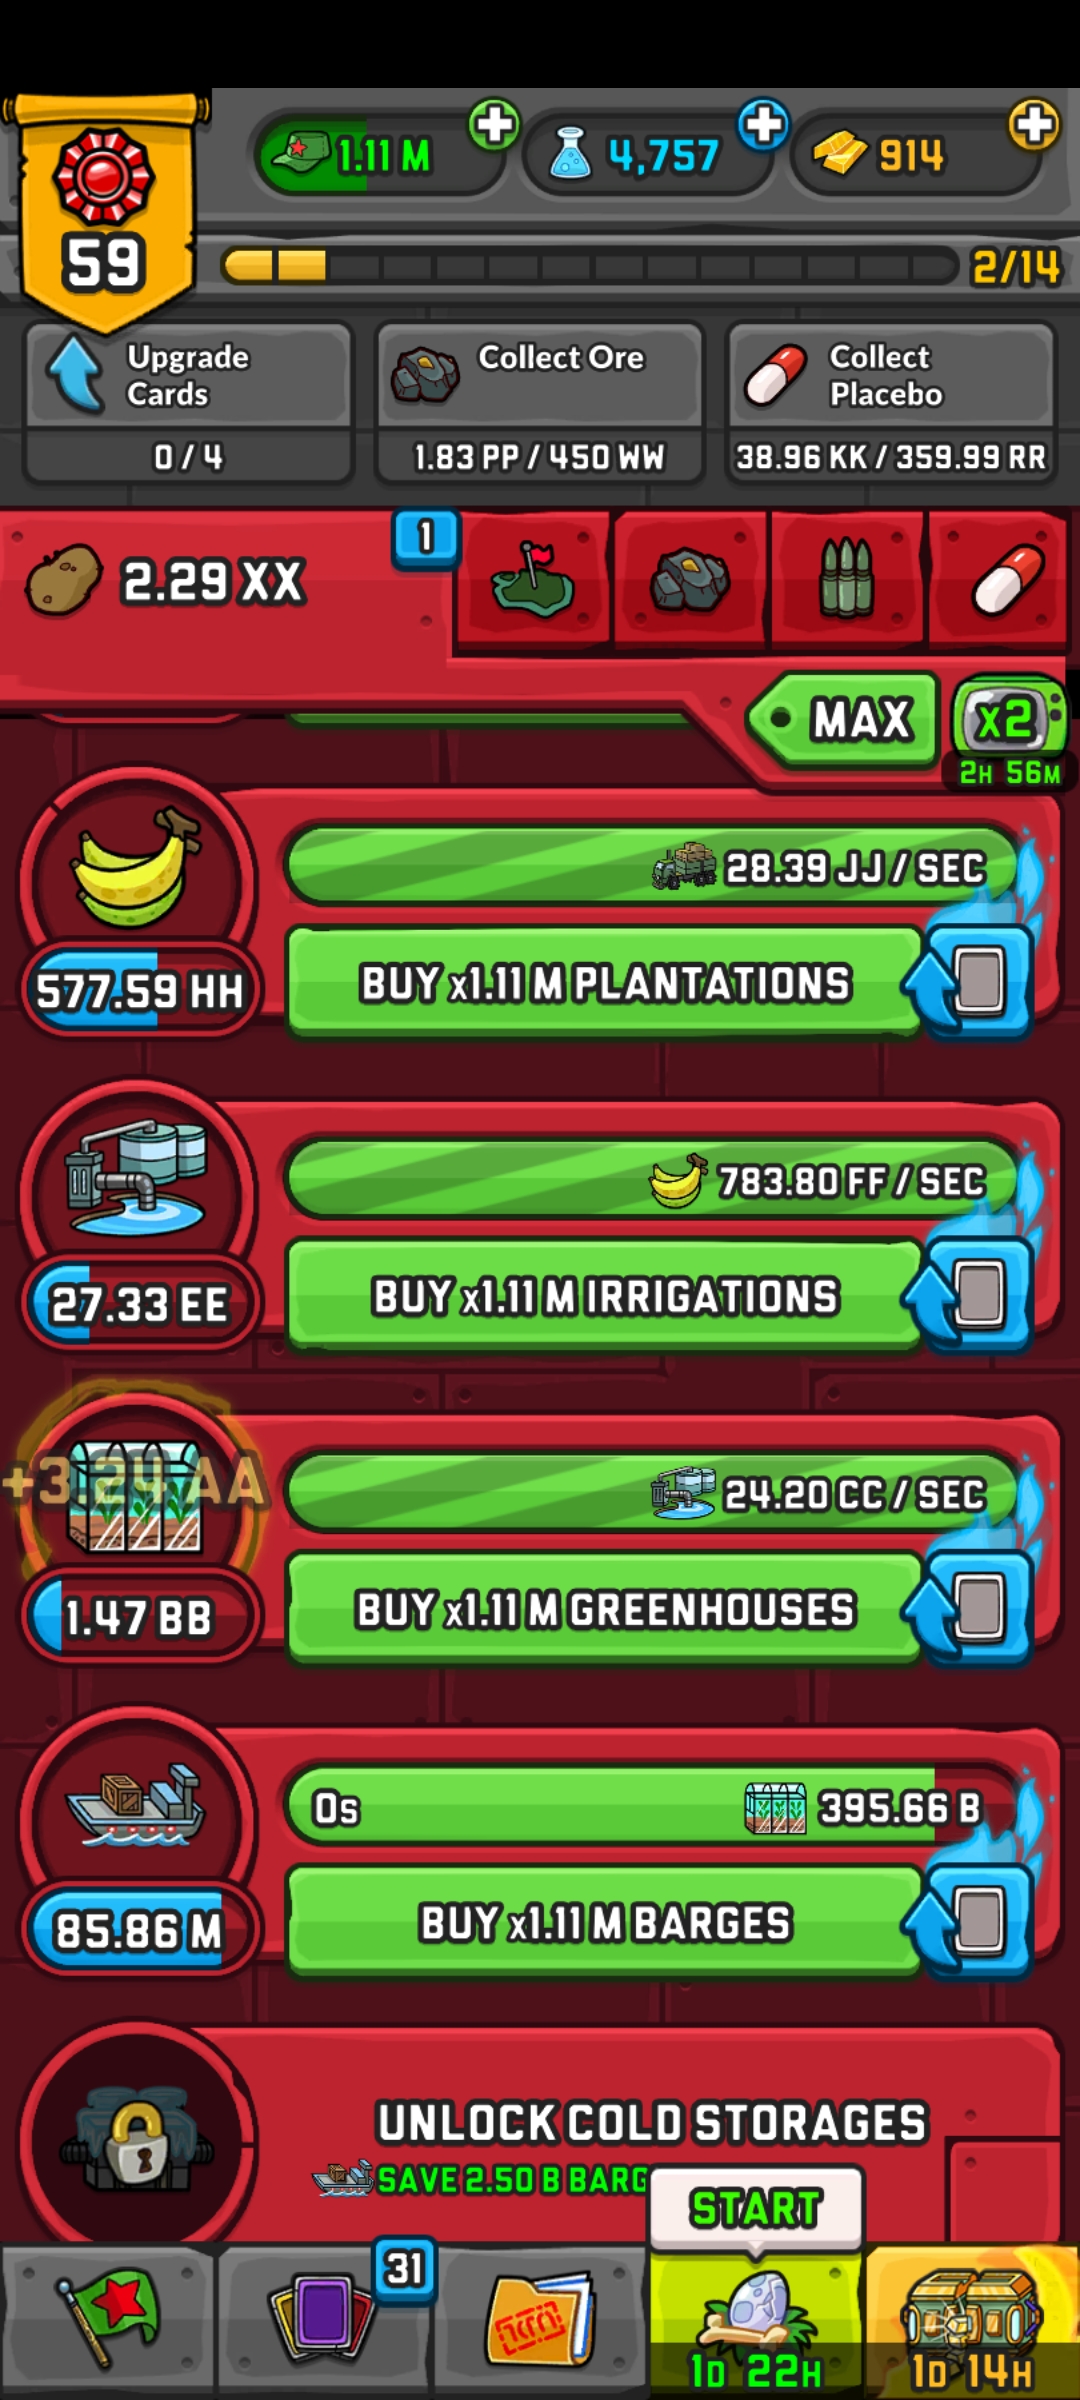 1.11 M
4,757
914
59
2/14
Upgrade
Cards
0 / 4
Collect Ore
1.83 PP / 450 WW
Collect
Placebo
38.96 KK / 359.99 RR
2.29 XX
1
MAX
x2
2H 56M
28.39 JJ / SEC
577.59 HH
BUY x1.11 M PLANTATIONS
783.80 FF / SEC
27.33 EE
BUY x1.11 M IRRIGATIONS
+3.24 AA
24.20 CC / SEC
1.47 BB
BUY x1.11 M GREENHOUSES
0s
395.66 B
85.86 M
BUY x1.11 M BARGES
UNLOCK COLD STORAGES
SAVE 2.50 B BARG
START
31
1D 22H
1D 14H